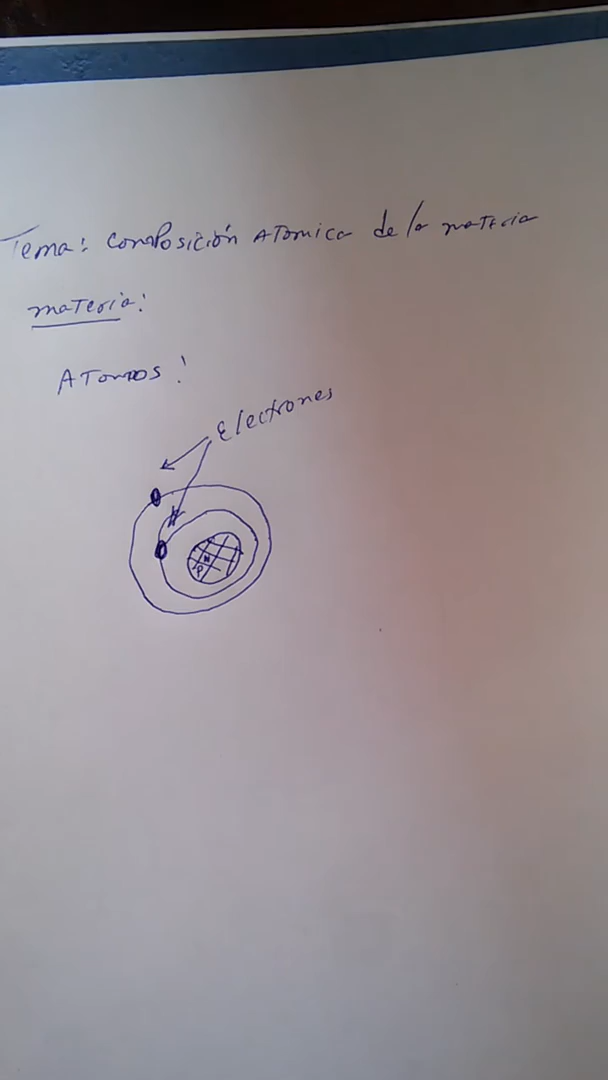 Tema: Composición Atomica de la materia
materia:
Atomos:
Electrones
N
P